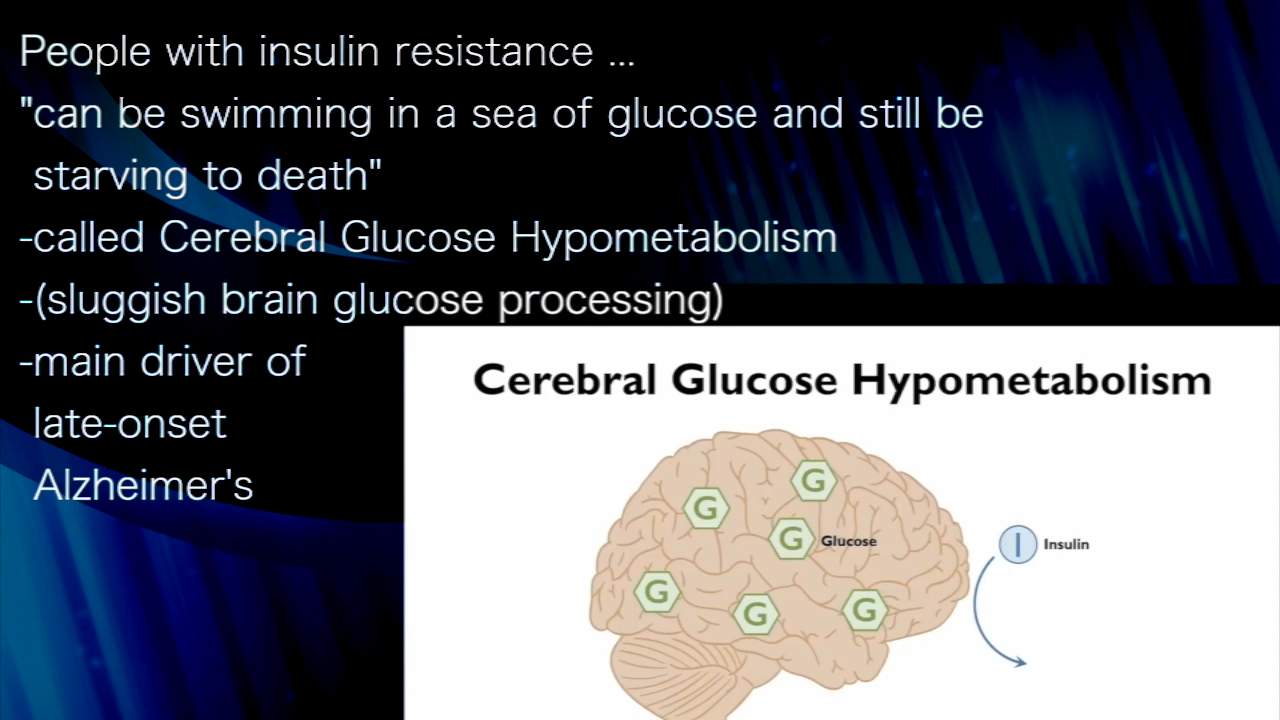 People with insulin resistance ...
"can be swimming in a sea of glucose and still be
starving to death"
-called Cerebral Glucose Hypometabolism
-(sluggish brain glucose processing)
-main driver of
late-onset
Alzheimer's
Cerebral Glucose Hypometabolism
G
G
G Glucose
I Insulin
G
G
G